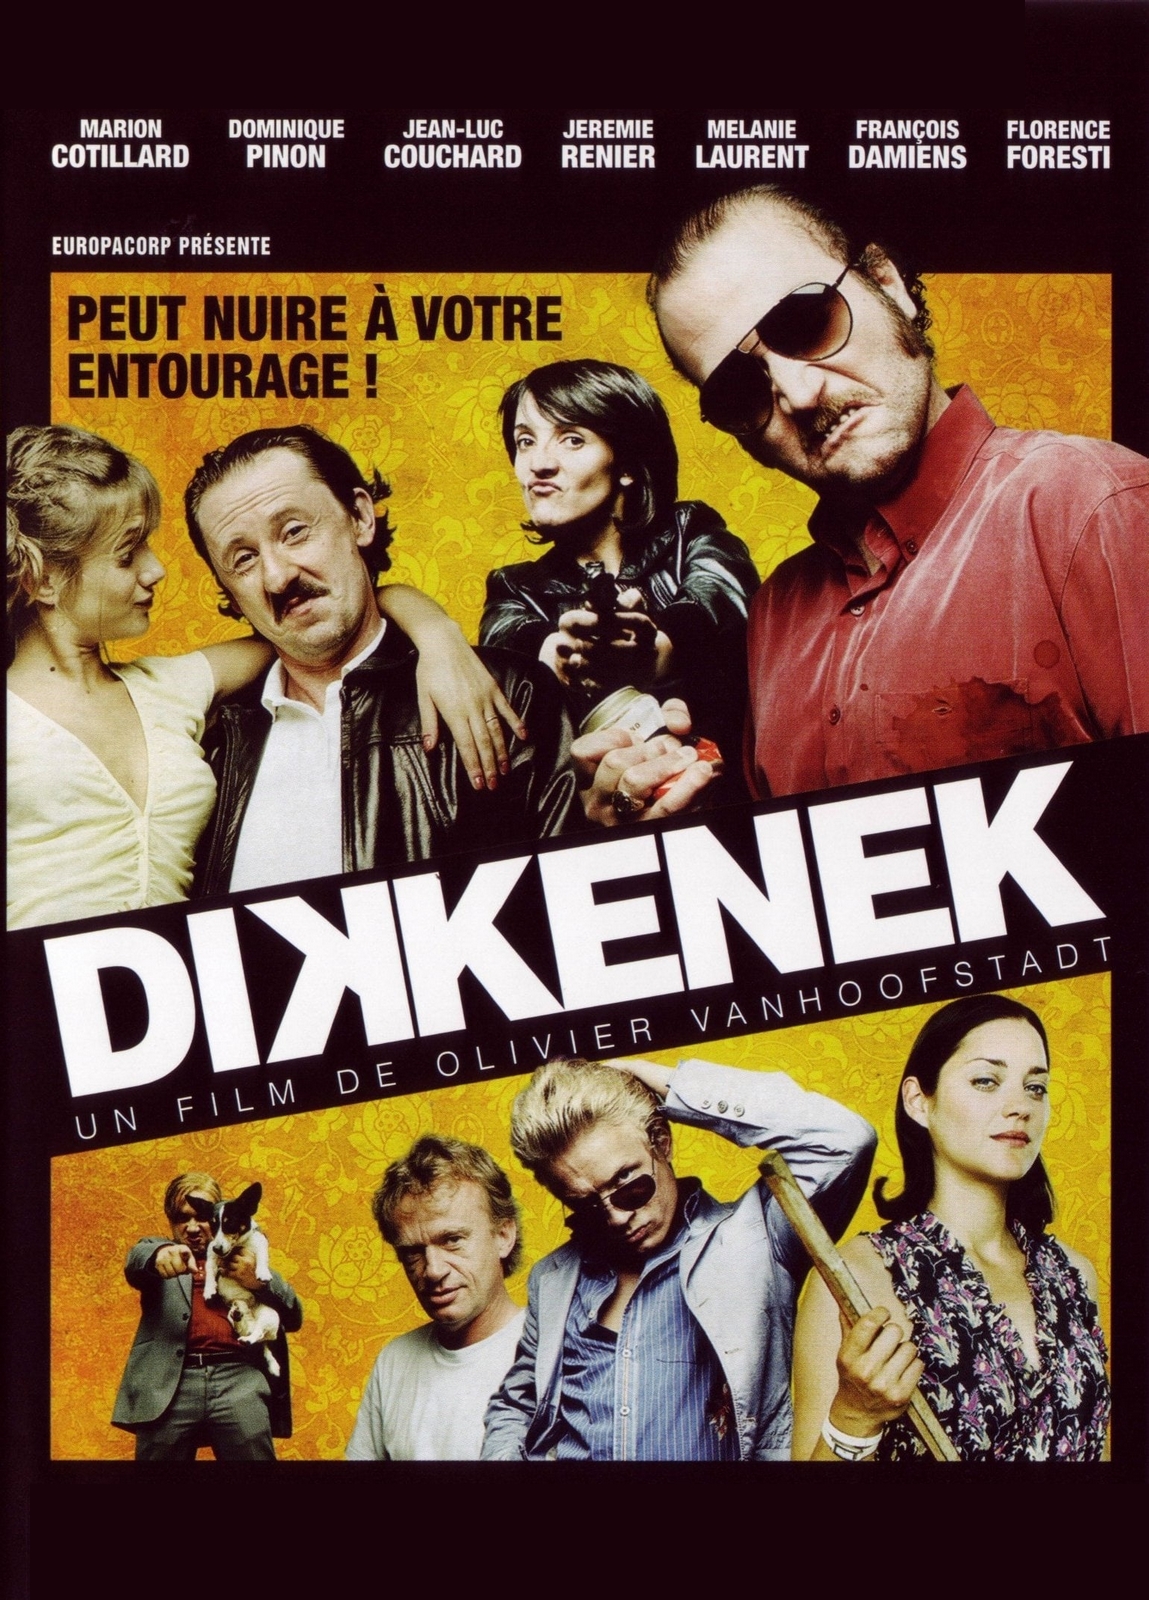 MARION DOMINIQUE JEAN-LUC JEREMIE MELANIE FRANÇOIS FLORENCE
COTILLARD PINON COUCHARD RENIER LAURENT DAMIENS FORESTI
EUROPACORP PRÉSENTE
PEUT NUIRE À VOTRE
ENTOURAGE !
DIKKENEK
UN FILM DE OLIVIER VANHOOFSTADT